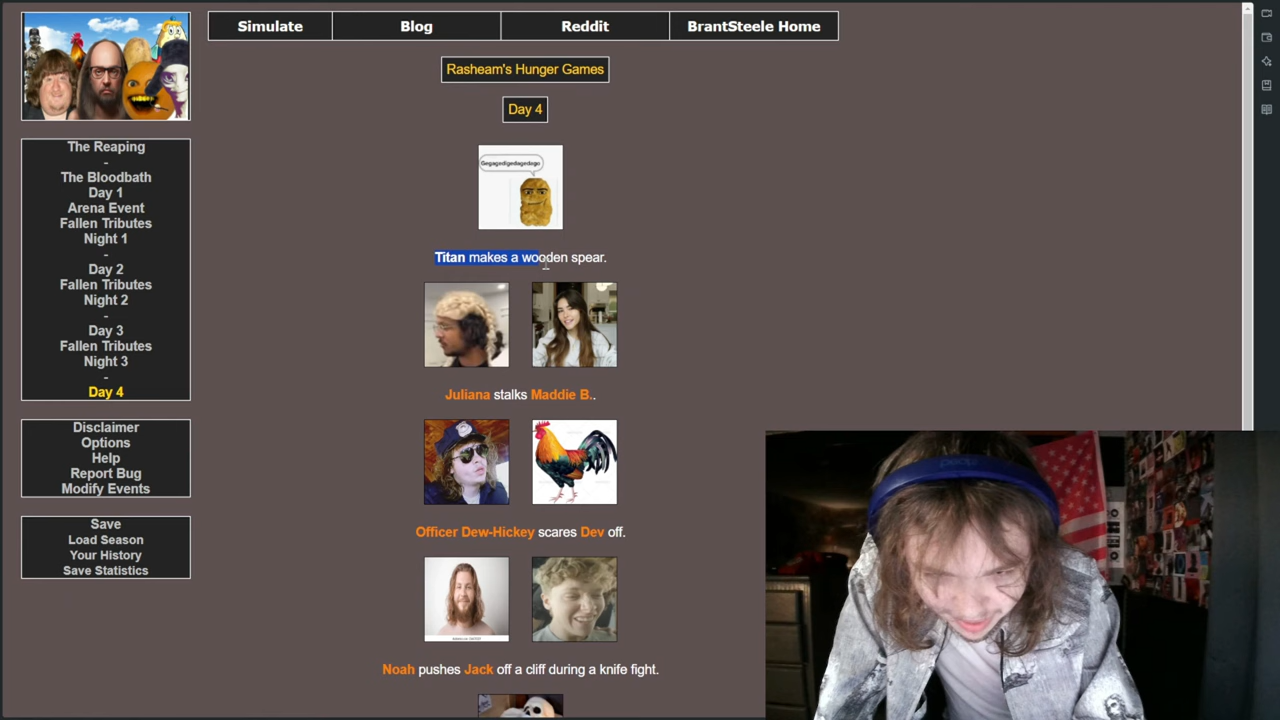 Simulate
Blog
Reddit
BrantSteele Home
Rasheam's Hunger Games
Day 4
The Reaping
-
The Bloodbath
Day 1
Arena Event
Fallen Tributes
Night 1
-
Day 2
Fallen Tributes
Night 2
-
Day 3
Fallen Tributes
Night 3
-
Day 4
Disclaimer
Options
Help
Report Bug
Modify Events
Save
Load Season
Your History
Save Statistics
Titan makes a wooden spear.
Juliana stalks Maddie B..
Officer Dew-Hickey scares Dev off.
Noah pushes Jack off a cliff during a knife fight.